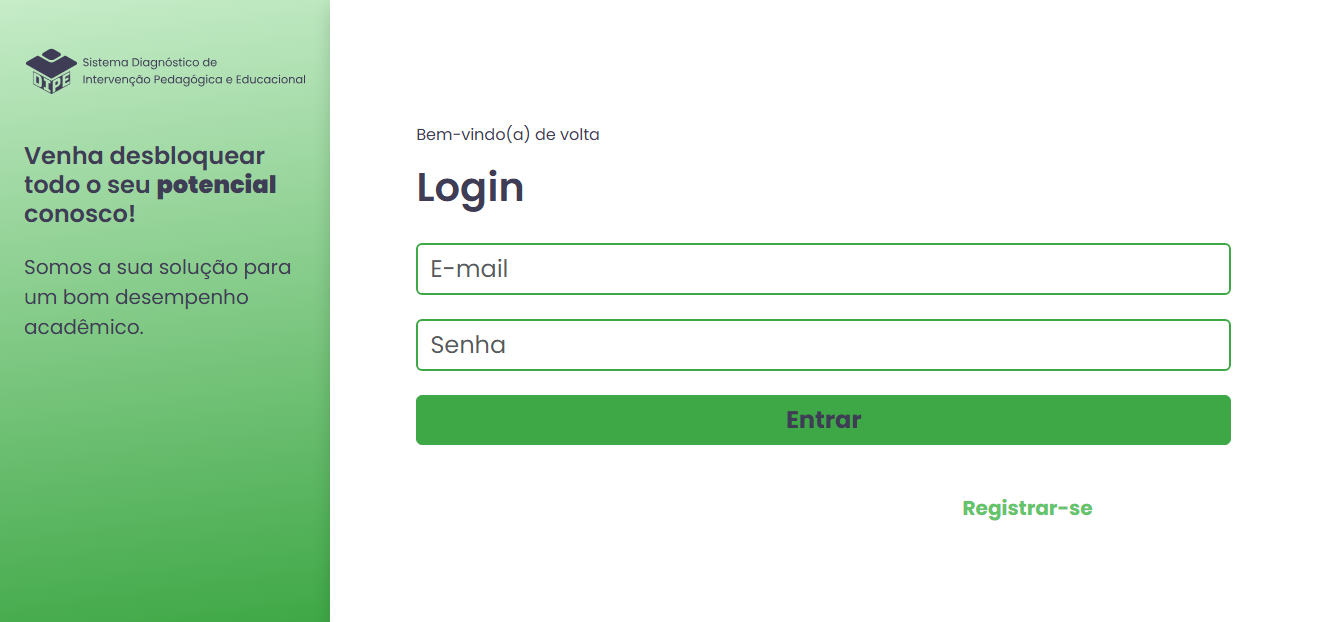 DIPE
Sistema Diagnóstico de
Intervenção Pedagógica e Educacional
Venha desbloquear
todo o seu potencial
conosco!
Somos a sua solução para
um bom desempenho
acadêmico.
Bem-vindo(a) de volta
Login
E-mail
Senha
Entrar
Registrar-se